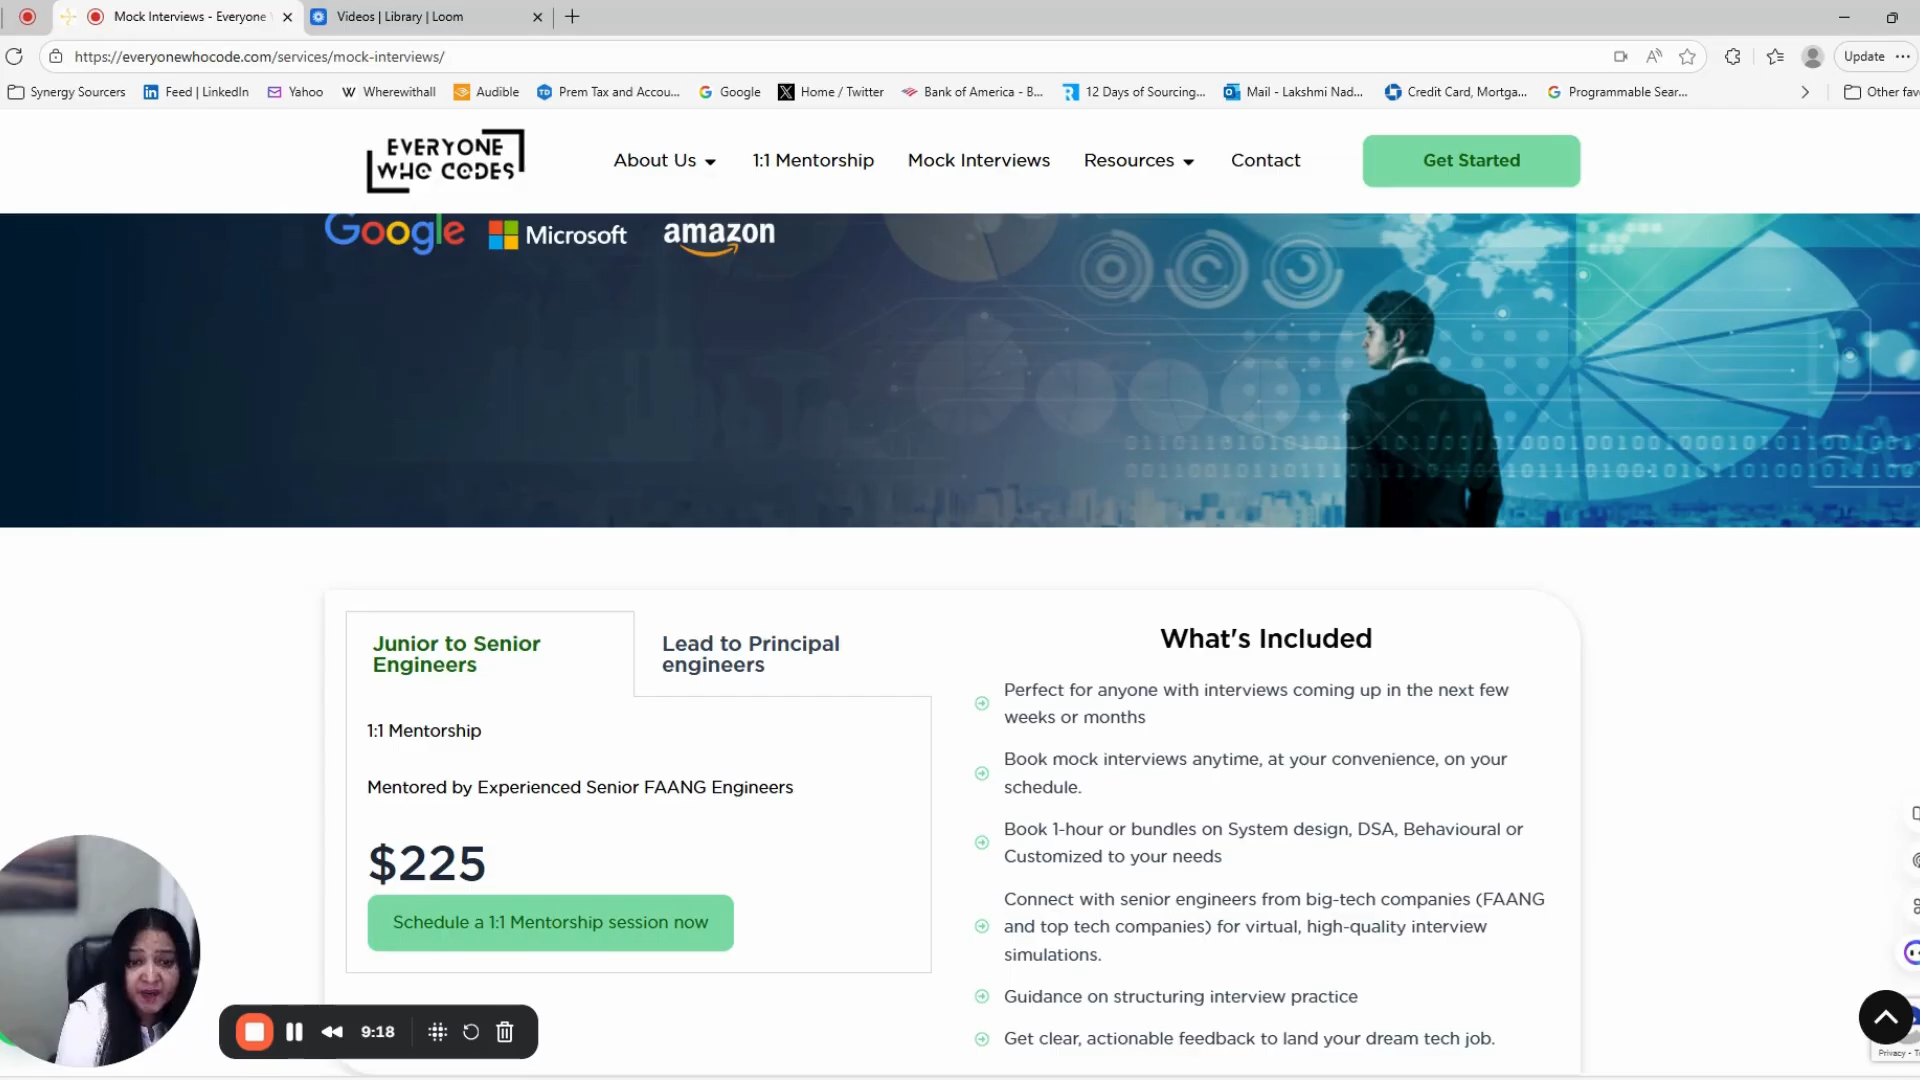 Mock Interviews - Everyone
Videos | Library | Loom
https://everyonewhocode.com/services/mock-interviews/
Update
Synergy Sourcers
Feed | LinkedIn
Yahoo
Wherewithall
Audible
Prem Tax and Accou...
Google
Home / Twitter
Bank of America - B...
12 Days of Sourcing...
Mail - Lakshmi Nad...
Credit Card, Mortga...
Programmable Sear...
Other fav
EVERYONE
WHO CODES
About Us
1:1 Mentorship
Mock Interviews
Resources
Contact
Get Started
Google
Microsoft
amazon
Junior to Senior
Engineers
Lead to Principal
engineers
1:1 Mentorship
Mentored by Experienced Senior FAANG Engineers
$225
Schedule a 1:1 Mentorship session now
What's Included
Perfect for anyone with interviews coming up in the next few
weeks or months
Book mock interviews anytime, at your convenience, on your
schedule.
Book 1-hour or bundles on System design, DSA, Behavioural or
Customized to your needs
Connect with senior engineers from big-tech companies (FAANG
and top tech companies) for virtual, high-quality interview
simulations.
Guidance on structuring interview practice
Get clear, actionable feedback to land your dream tech job.
9:18
Privacy - T